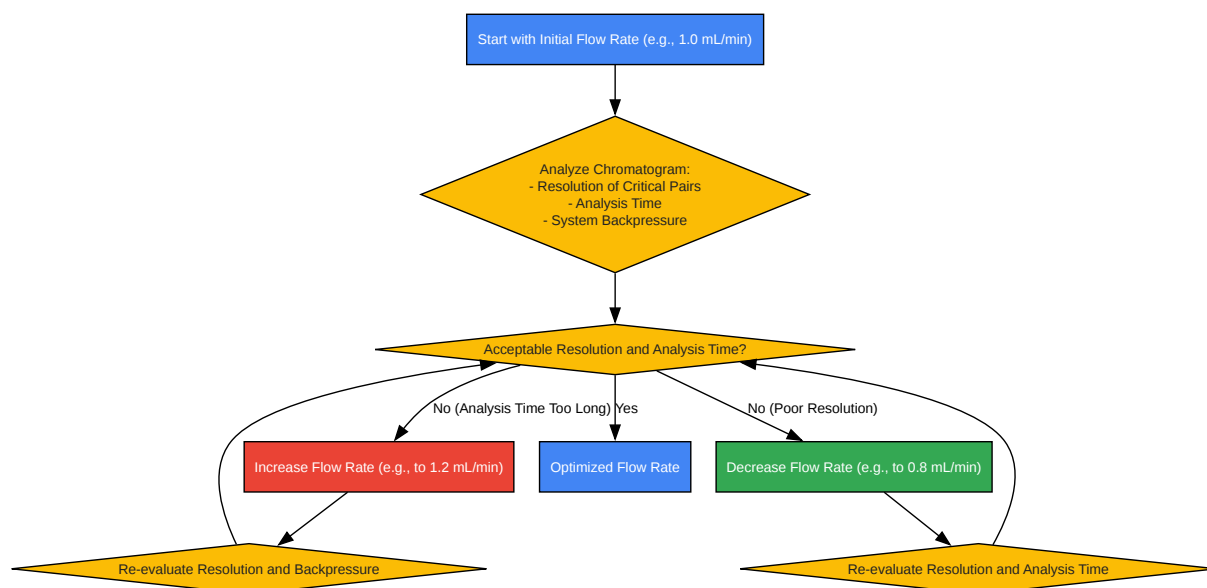 Start with Initial Flow Rate (e.g., 1.0 mL/min)
Analyze Chromatogram:
- Resolution of Critical Pairs
- Analysis Time
- System Backpressure
Acceptable Resolution and Analysis Time?
No (Analysis Time Too Long)
Yes
No (Poor Resolution)
Increase Flow Rate (e.g., to 1.2 mL/min)
Optimized Flow Rate
Decrease Flow Rate (e.g., to 0.8 mL/min)
Re-evaluate Resolution and Backpressure
Re-evaluate Resolution and Analysis Time